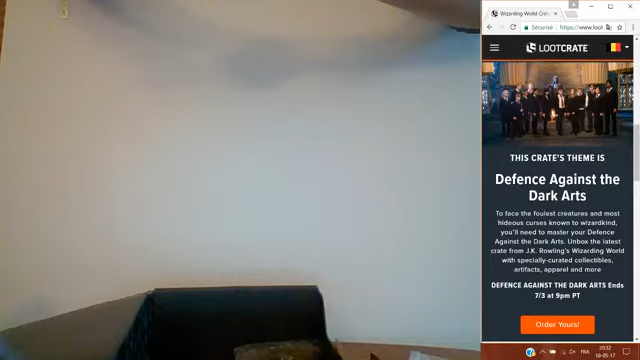 Wizarding World Crat
Sécurisé
https://www.loot
LOOTCRATE
THIS CRATE'S THEME IS
Defence Against the
Dark Arts
To face the foulest creatures and most
hideous curses known to wizardkind,
you'll need to master your Defence
Against the Dark Arts. Unbox the latest
crate from J.K. Rowling's Wizarding World
with specially-curated collectibles,
artifacts, apparel and more
DEFENCE AGAINST THE DARK ARTS Ends
7/3 at 9pm PT
Order Yours!
FRA
20:32
18-05-17